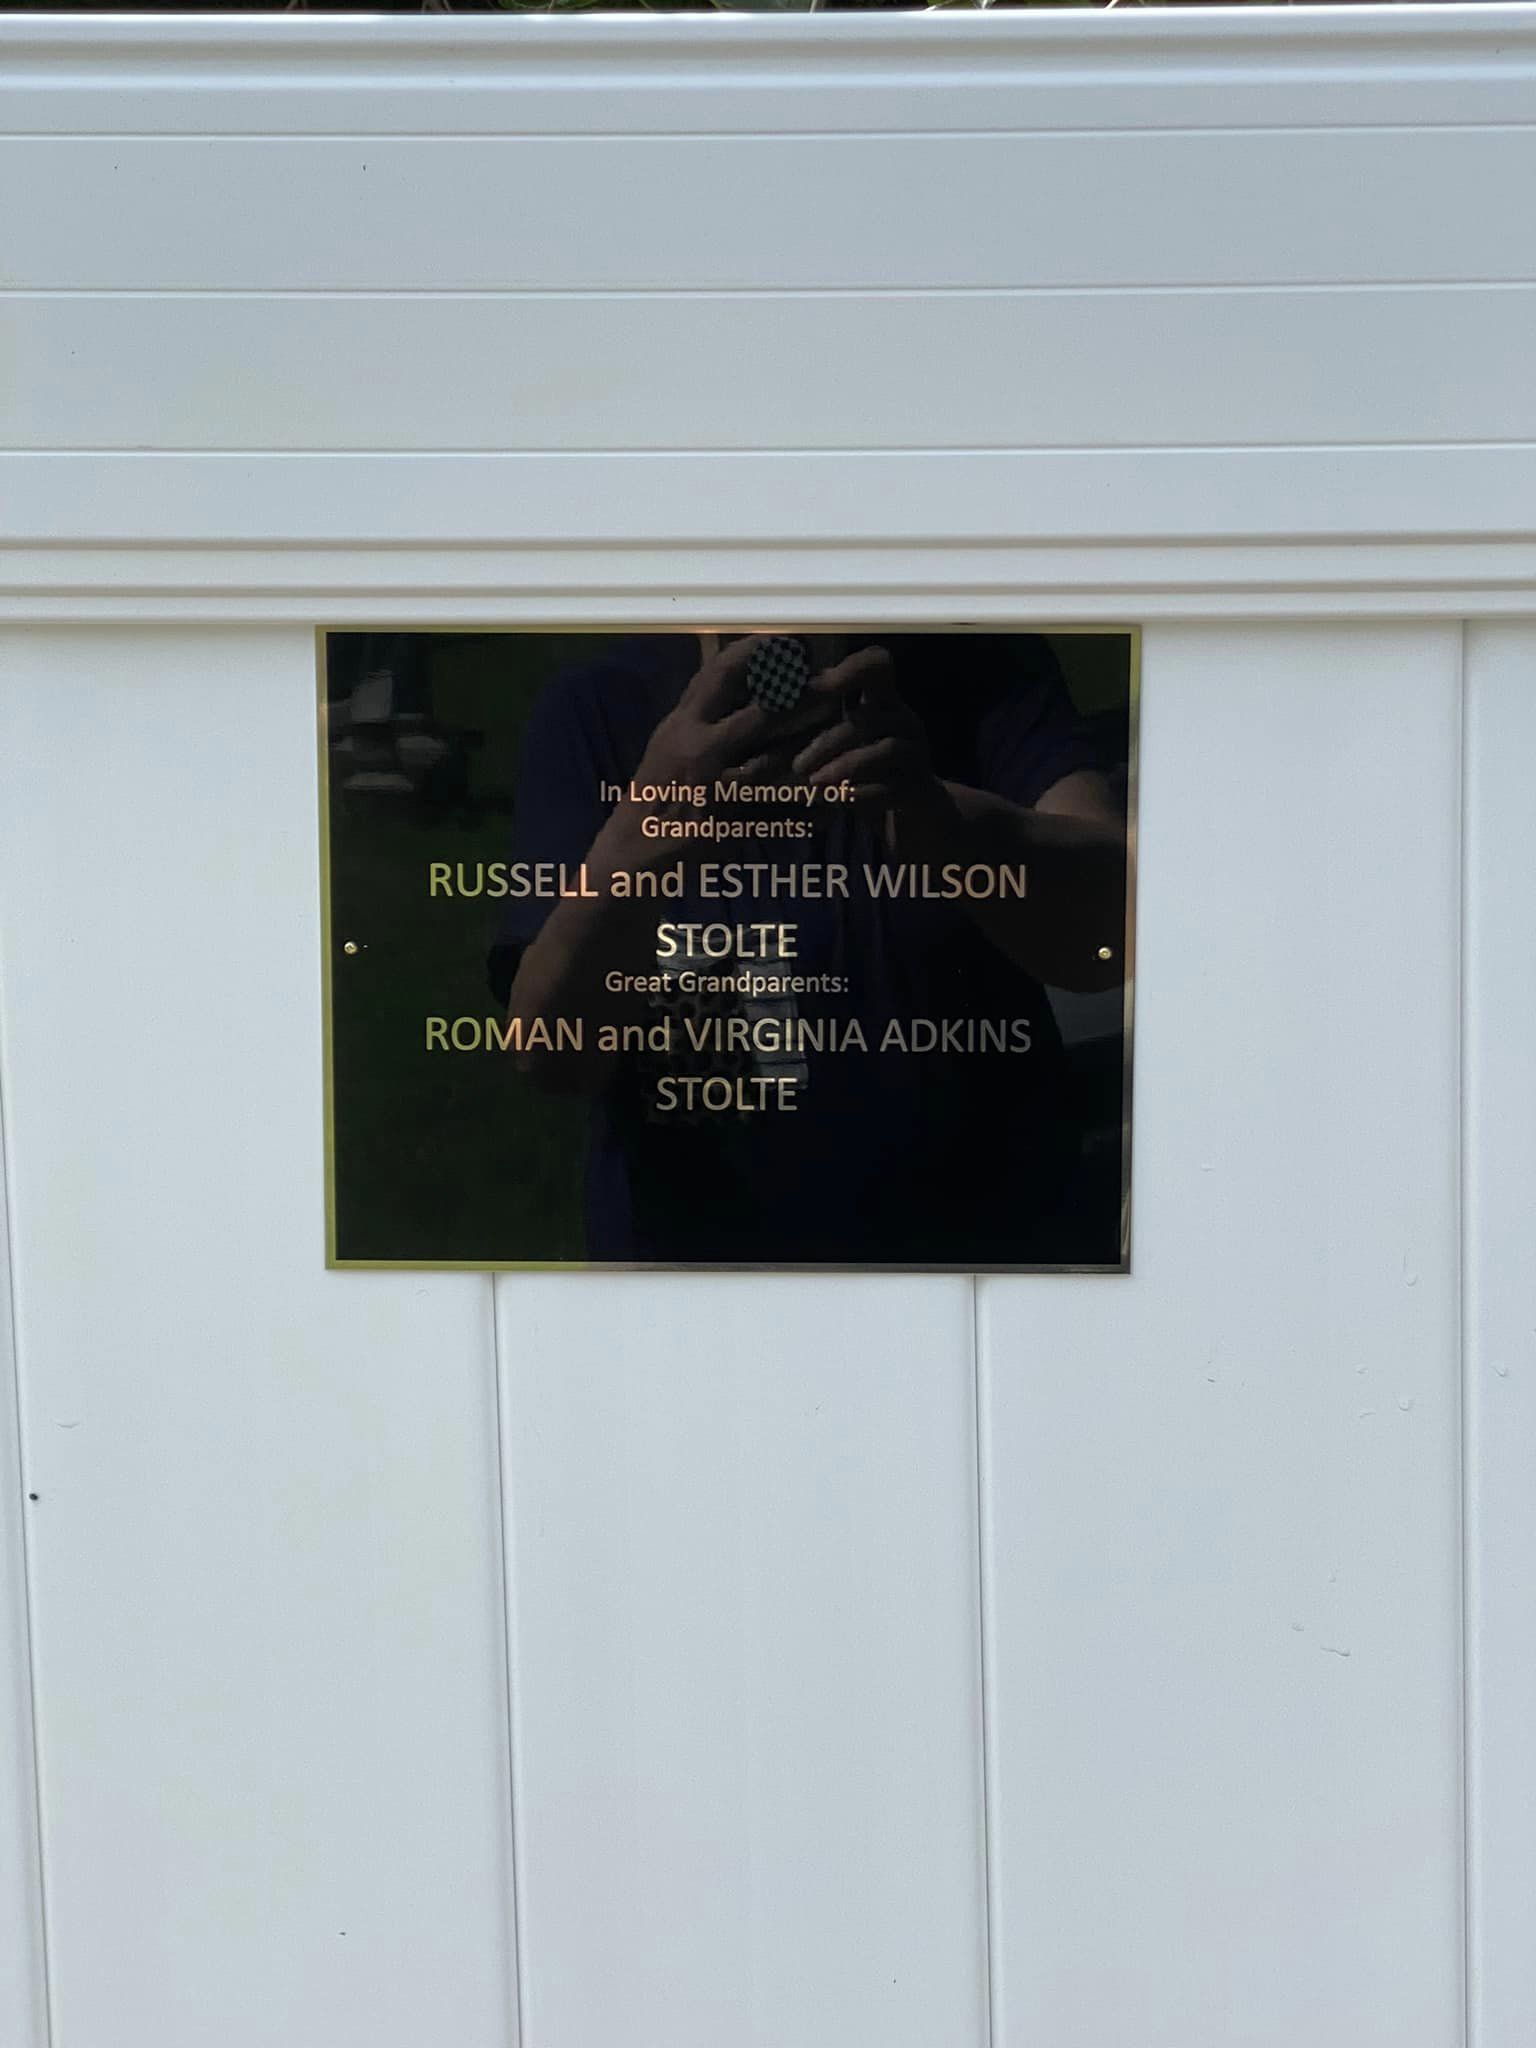 In Loving Memory of:
Grandparents:
RUSSELL and ESTHER WILSON
STOLTE
Great Grandparents:
ROMAN and VIRGINIA ADKINS
STOLTE